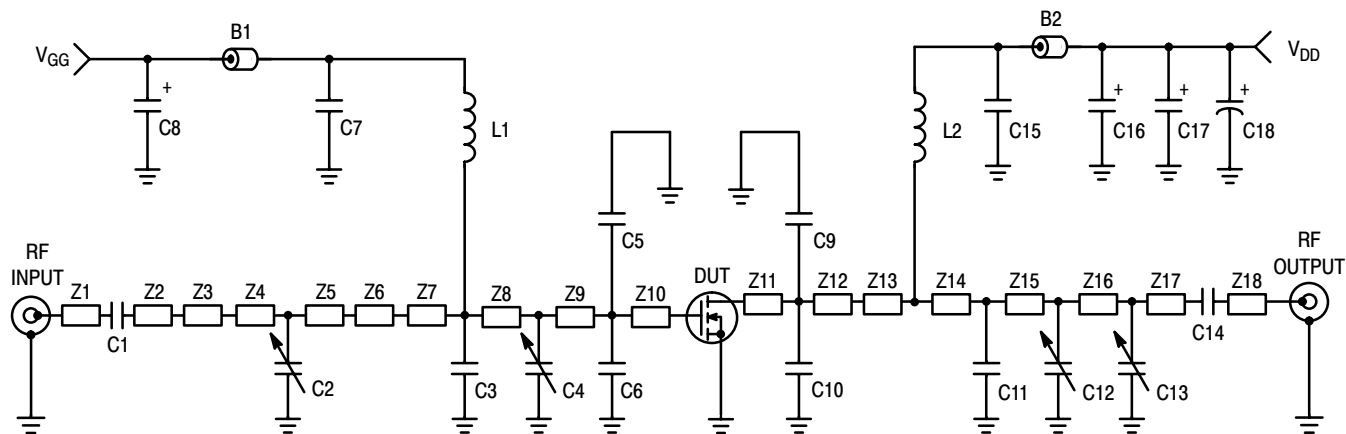 B1
B2
VGG
VDD
+
C8
C7
L1
L2
C15
+
C16
+
C17
+
C18
C5
C9
RF
INPUT
Z1
C1
Z2
Z3
Z4
Z5
Z6
Z7
Z8
Z9
Z10
DUT
Z11
Z12
Z13
Z14
Z15
Z16
Z17
C14
Z18
RF
OUTPUT
C2
C3
C4
C6
C10
C11
C12
C13